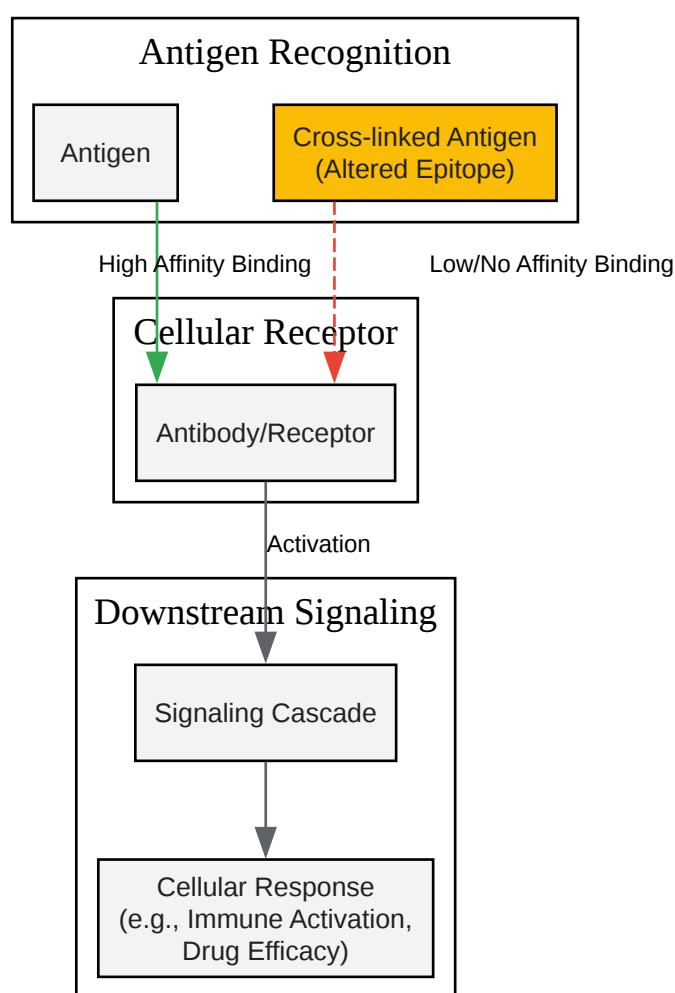 Antigen Recognition
Antigen
Cross-linked Antigen
(Altered Epitope)
High Affinity Binding
Low/No Affinity Binding
Cellular Receptor
Antibody/Receptor
Activation
Downstream Signaling
Signaling Cascade
Cellular Response
(e.g., Immune Activation,
Drug Efficacy)